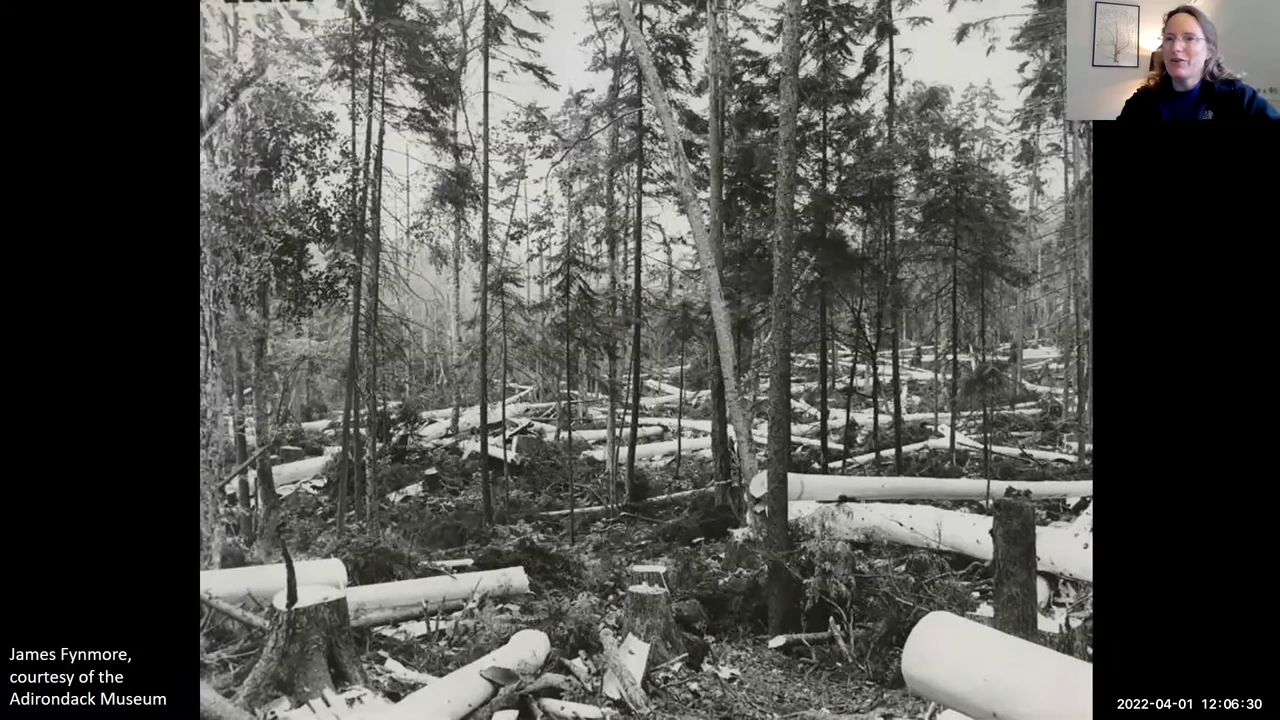 James Fynmore,
courtesy of the
Adirondack Museum
2022-04-01 12:06:30